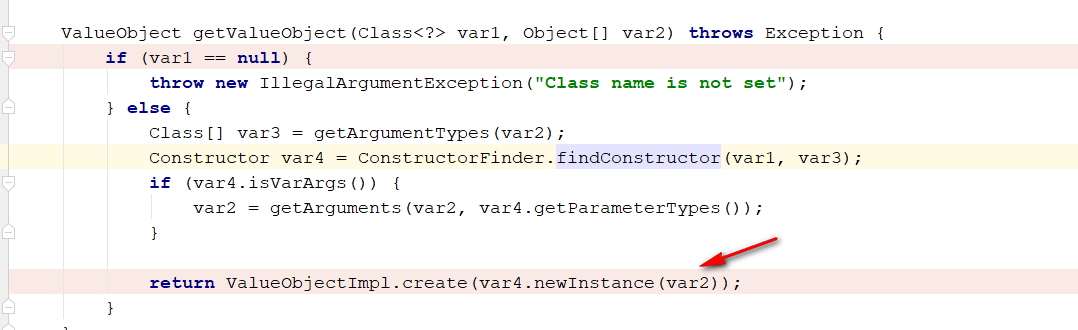 ValueObject getValueObject(Class<?> var1, Object[] var2) throws Exception {
if (var1 == null) {
throw new IllegalArgumentException("Class name is not set");
} else {
Class[] var3 = getArgumentTypes(var2);
Constructor var4 = ConstructorFinder.findConstructor(var1, var3);
if (var4.isVarArgs()) {
var2 = getArguments(var2, var4.getParameterTypes());
}
return ValueObjectImpl.create(var4.newInstance(var2));
}